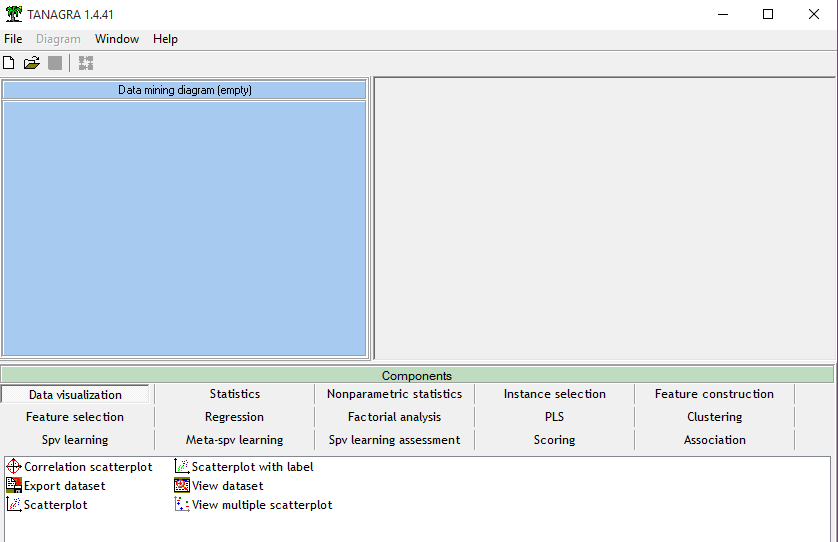 TANAGRA 1.4.41
File Diagram Window Help
Data mining diagram (empty)
Components
Data visualization Statistics Nonparametric statistics Instance selection Feature construction
Feature selection Regression Factorial analysis PLS Clustering
Spv learning Meta-spv learning Spv learning assessment Scoring Association
Correlation scatterplot Scatterplot with label
Export dataset View dataset
Scatterplot View multiple scatterplot